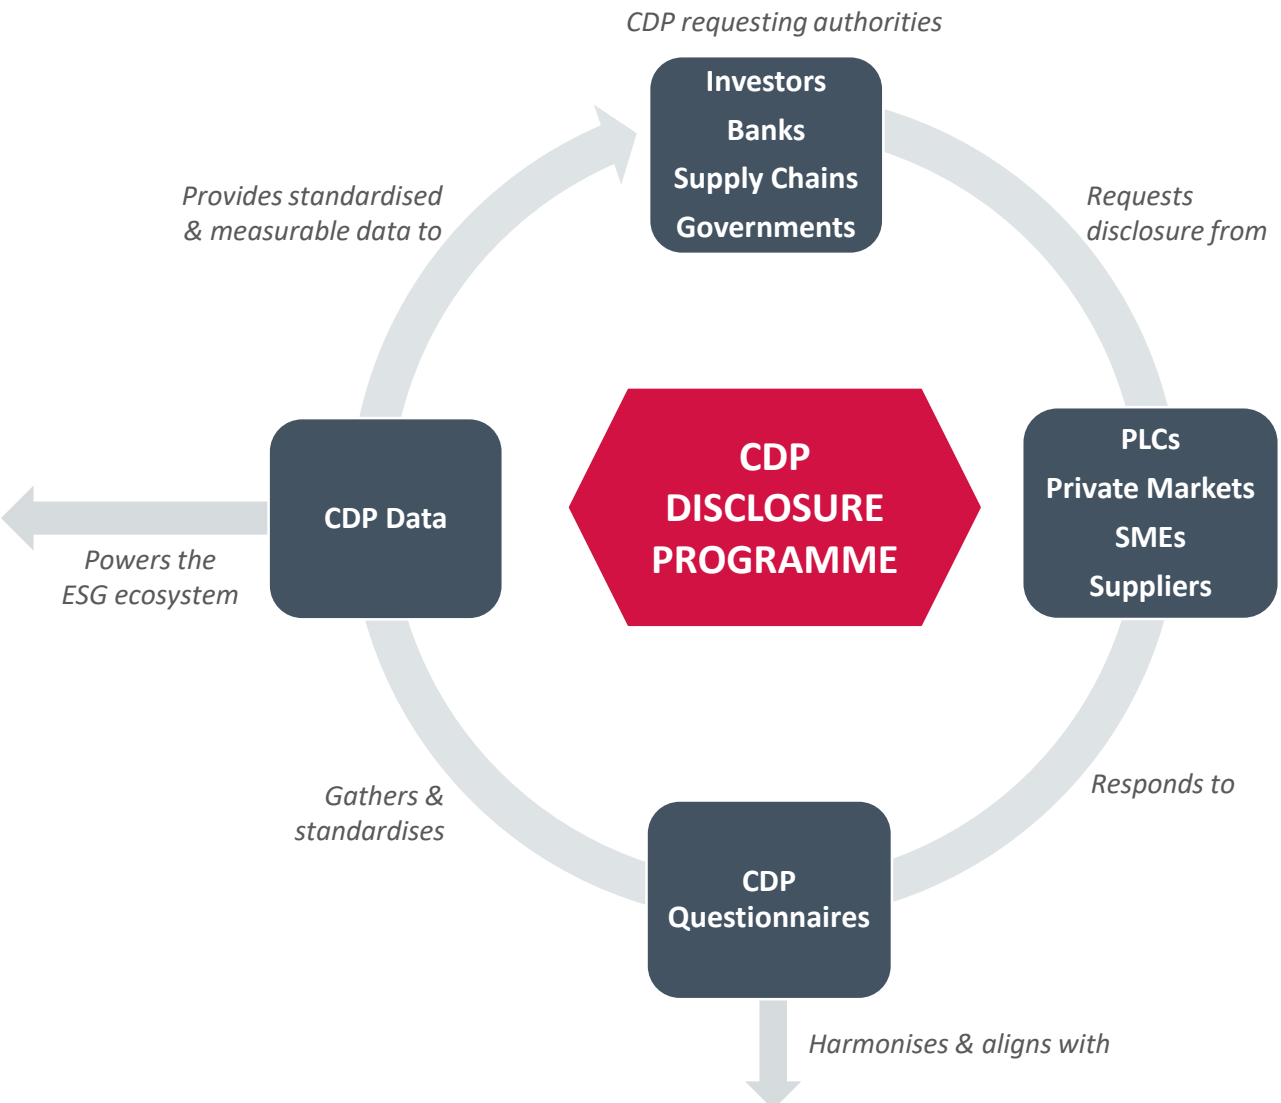 CDP requesting authorities
Investors
Banks
Supply Chains
Governments
Provides standardised
& measurable data to
Requests
disclosure from
CDP
DISCLOSURE
PROGRAMME
PLCs
Private Markets
SMEs
Suppliers
CDP Data
Powers the
ESG ecosystem
Gathers &
standardises
Responds to
CDP
Questionnaires
Harmonises & aligns with